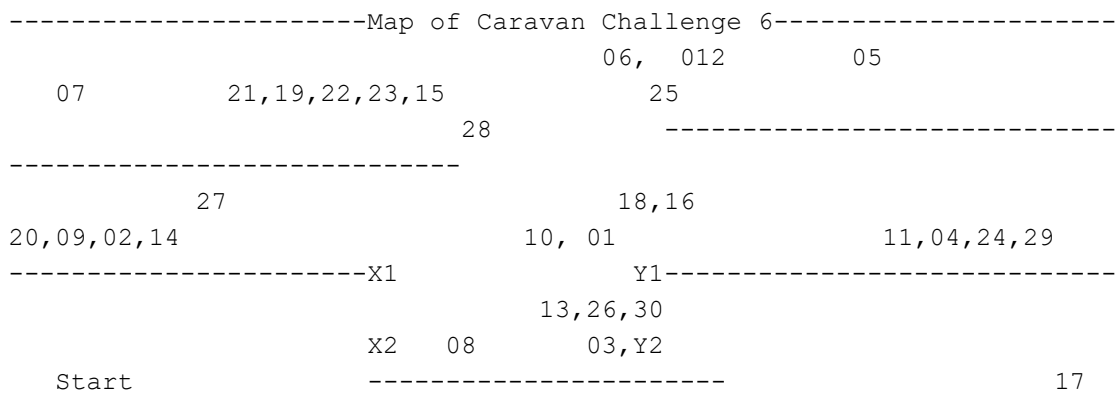 -----------------------Map of Caravan Challenge 6----------------------
06, 012 05
07 21,19,22,23,15 25
28 -----------------------------
-----------------------------
27 18,16
20,09,02,14 10, 01 11,04,24,29
-----------------------X1 Y1-----------------------------
13,26,30
X2 08 03,Y2
Start ----------------------- 17